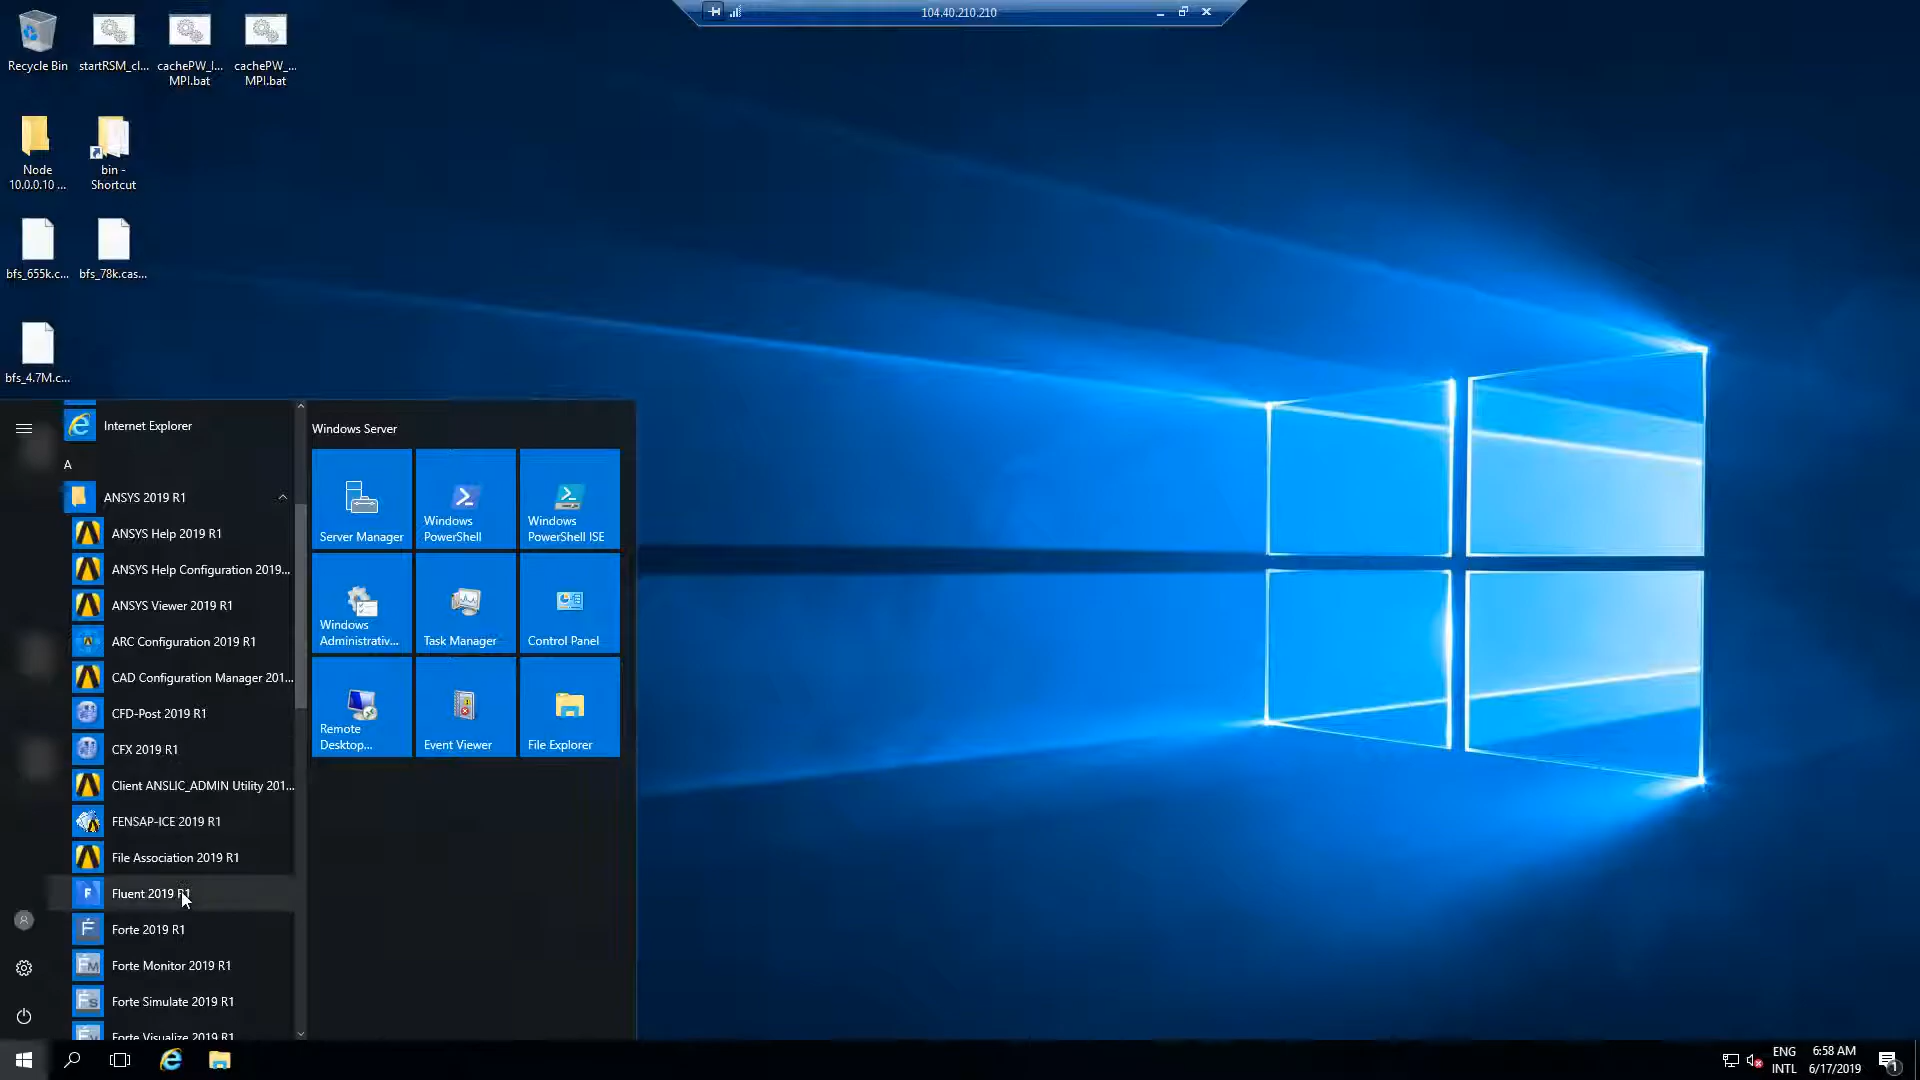 104.40.210.210
Recycle Bin
startRSM_cl...
cachePW_l...
MPI.bat
cachePW_...
MPI.bat
Node
10.0.0.10 ...
bin -
Shortcut
bfs_655k.c...
bfs_78k.cas...
bfs_4.7M.c...
Internet Explorer
A
ANSYS 2019 R1
ANSYS Help 2019 R1
ANSYS Help Configuration 2019...
ANSYS Viewer 2019 R1
ARC Configuration 2019 R1
CAD Configuration Manager 201...
CFD-Post 2019 R1
CFX 2019 R1
Client ANSLIC_ADMIN Utility 201...
FENSAP-ICE 2019 R1
File Association 2019 R1
Fluent 2019 R1
Forte 2019 R1
Forte Monitor 2019 R1
Forte Simulate 2019 R1
Forte Visualize 2019 R1
Windows Server
Server Manager
Windows
PowerShell
Windows
PowerShell ISE
Windows
Administrativ...
Task Manager
Control Panel
Remote
Desktop...
Event Viewer
File Explorer
ENG
INTL
6:58 AM
6/17/2019
1